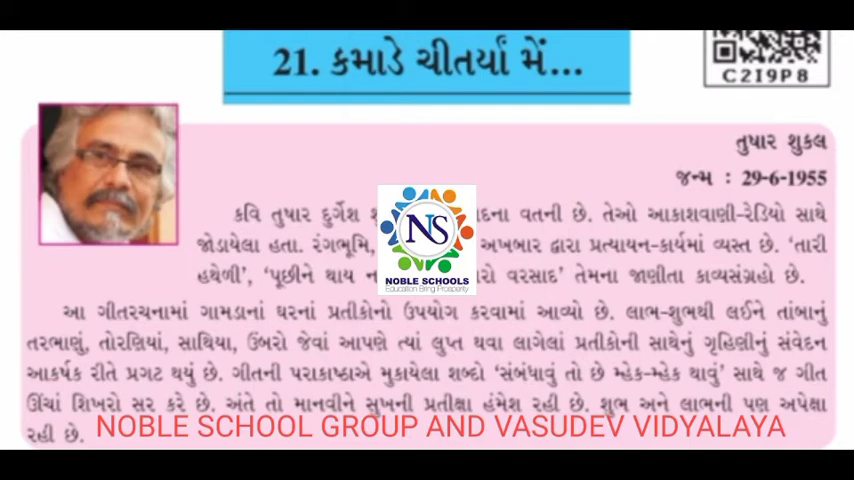 21. કમાડે ચીતર્યાં મેં...
C2I9P8
તુષાર શુક્લ
જન્મ : 29-6-1955
કવિ તુષાર દુર્ગેશ દના વતની છે. તેઓ આકાશવાણી-રેડિયો સાથે
જોડાયેલા હતા. રંગભૂમિ, અખબાર દ્વારા પ્રત્યાયન-કાર્યમાં વ્યસ્ત છે. ‘તારી
હથેળી’, ‘પૂછીને થાય ન રો વરસાદ’ તેમના જાણીતા કાવ્યસંગ્રહો છે.
NS
NOBLE SCHOOLS
Education Bring Prosperity
આ ગીતરચનામાં ગામડાનાં ઘરનાં પ્રતીકોનો ઉપયોગ કરવામાં આવ્યો છે. લાભ-શુભથી લઈને તાંબાનું
તરભાણું, તોરણિયાં, સાથિયા, ઉંબરો જેવાં આપણે ત્યાં લુપ્ત થવા લાગેલાં પ્રતીકોની સાથેનું ગૃહિણીનું સંવેદન
આકર્ષક રીતે પ્રગટ થયું છે. ગીતની પરાકાષ્ઠાએ મુકાયેલા શબ્દો ‘સંબંધાવું તો છે મ્હેક-મ્હેક થાવું’ સાથે જ ગીત
ઊંચાં શિખરો સર કરે છે. અંતે તો માનવીને સુખની પ્રતીક્ષા હંમેશ રહી છે. શુભ અને લાભની પણ અપેક્ષા
રહી છે.
NOBLE SCHOOL GROUP AND VASUDEV VIDYALAYA